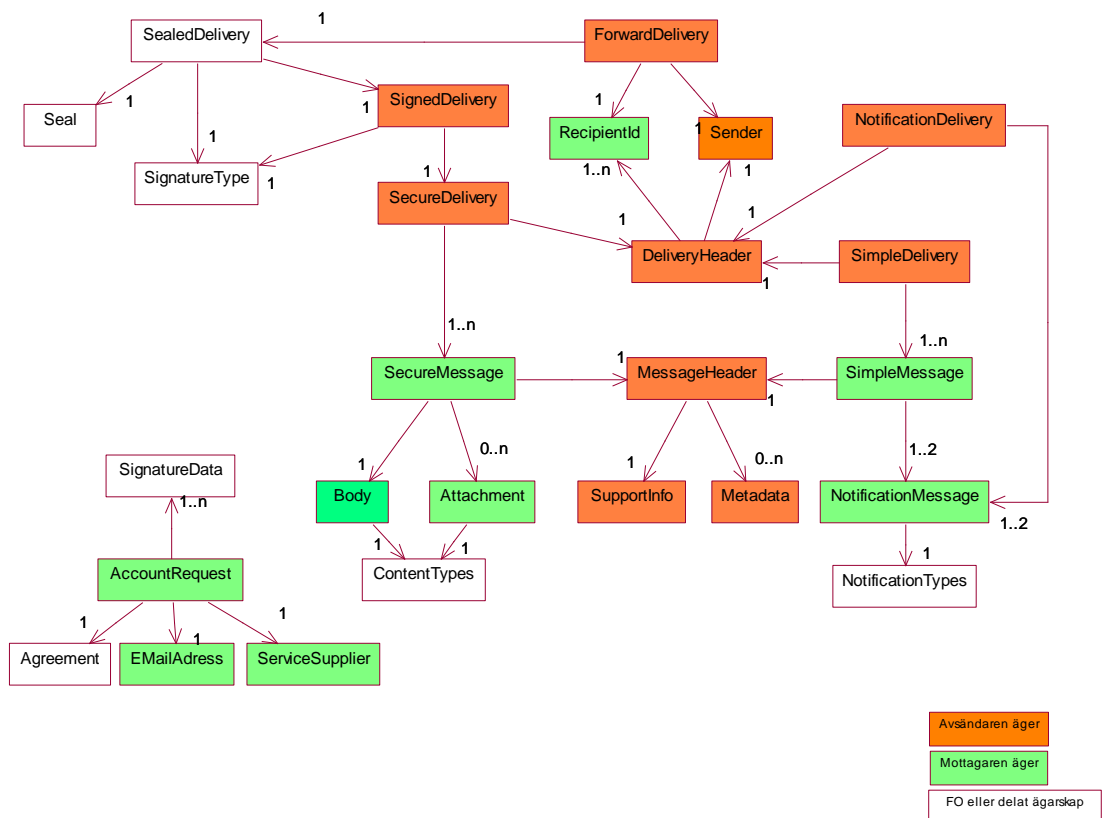 1
SealedDelivery
ForwardDelivery
1
1
1
1
Seal
SignedDelivery
1
1
RecipientId
Sender
NotificationDelivery
SignatureType
1
1
1..n
1
SecureDelivery
1
1
DeliveryHeader
SimpleDelivery
1
1..n
1..n
SecureMessage
1
MessageHeader
SimpleMessage
1
1
0..n
1
0..n
1..2
SignatureData
1..n
Body
Attachment
SupportInfo
Metadata
NotificationMessage
1..2
1
1
1
AccountRequest
ContentTypes
NotificationTypes
1
1
1
Agreement
EMailAdress
ServiceSupplier
Avsändaren äger
Mottagaren äger
FO eller delat ägarskap